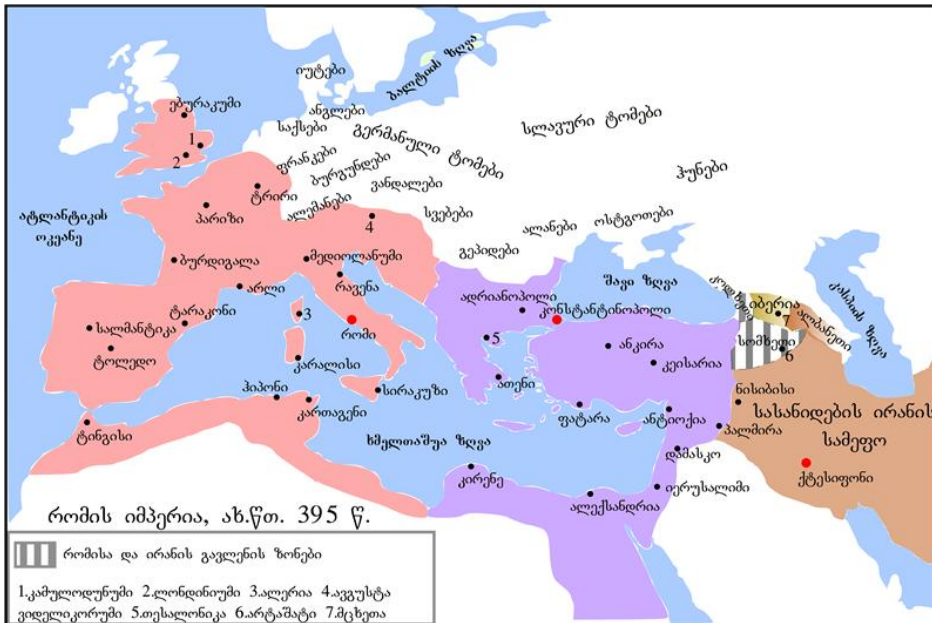 ბალტიის ზღვა
იუტები
ებურაკუმი
ანგლები
საქსები
გერმანული ტომები
სლავური ტომები
1
2
ფრანკები
ბურგუნდები
ვანდალები
ჰუნები
ტრირი
ალემანები
პარიზი
4
სვებები
ალანები
ოსტგოთები
გეპიდები
ატლანტიკის
ოკეანე
ბურდიგალა
მედიოლანუმი
რავენა
შავი ზღვა
კასპიის ზღვა
არლი
ადრიანოპოლი
კონსტანტინოპოლი
კოლხეთი
იბერია
7
ალბანეთი
ტარაკონი
3
რომი
სალმანტიკა
ტოლედო
5
ანკირა
სომხეთი
6
კეისარია
კარალისი
ათენი
ჰიპონი
სირაკუზი
კართაგენი
ფატარა
ანტიოქია
ნისიბისი
სასანიდების ირანის
სამეფო
პალმირა
ტინგისი
ხმელთაშუა ზღვა
დამასკო
კირენე
ქტესიფონი
იერუსალიმი
ალექსანდრია
რომის იმპერია, ახ.წთ. 395 წ.
რომისა და ირანის გავლენის ზონები
1.კამულოდუნუმი 2.ლონდინიუმი 3.ალერია 4.ავგუსტა
ვიდელიკორუმი 5.თესალონიკა 6.არტაშატი 7.მცხეთა